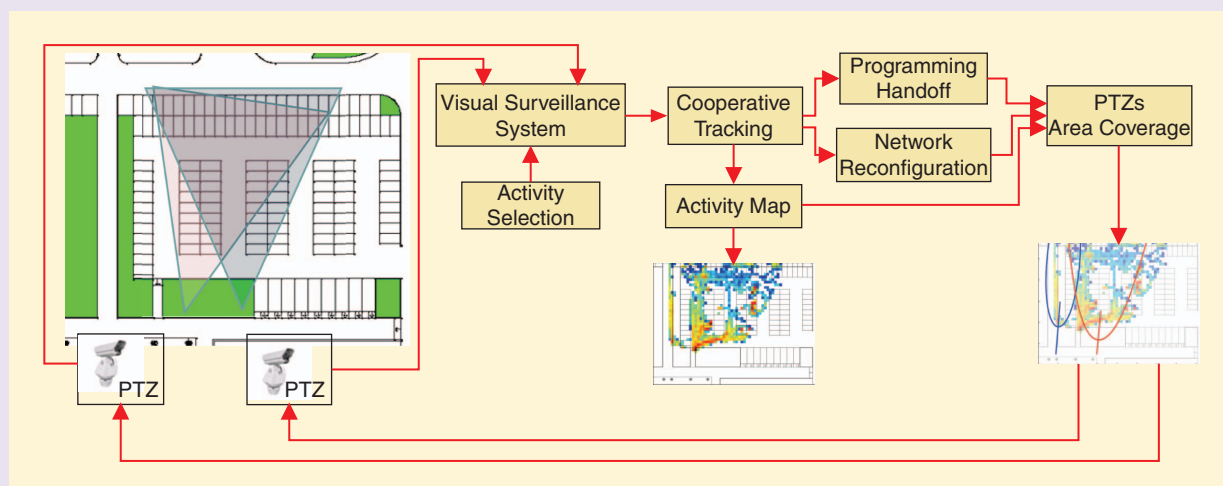 Visual Surveillance
System
Activity
Selection
Cooperative
Tracking
Activity Map
Programming
Handoff
Network
Reconfiguration
PTZs
Area Coverage
PTZ
PTZ